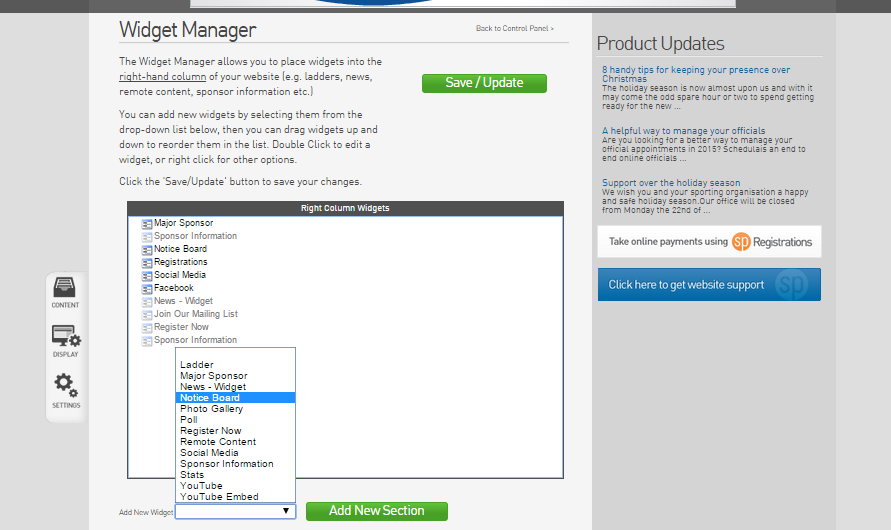 Widget Manager
Back to Control Panel >
The Widget Manager allows you to place widgets into the
right-hand column of your website (e.g. ladders, news,
remote content, sponsor information etc.)
Save / Update
You can add new widgets by selecting them from the
drop-down list below, then you can drag widgets up and
down to reorder them in the list. Double Click to edit a
widget, or right click for other options.
Click the 'Save/Update' button to save your changes.
Right Column Widgets
Major Sponsor
Sponsor Information
Notice Board
Registrations
Social Media
Facebook
News - Widget
Join Our Mailing List
Register Now
Sponsor Information
Ladder
Major Sponsor
News - Widget
Notice Board
Photo Gallery
Poll
Register Now
Remote Content
Social Media
Sponsor Information
Stats
YouTube
YouTube Embed
Add New Widget
Add New Section
CONTENT
DISPLAY
SETTINGS
Product Updates
8 handy tips for keeping your presence over
Christmas
The holiday season is now almost upon us and with it
may come the odd spare hour or two to spend getting
ready for the new ...
A helpful way to manage your officials
Are you looking for a better way to manage your
official appointments in 2015? Schedulais an end to
end online officials ...
Support over the holiday season
We wish you and your sporting organisation a happy
and safe holiday season.Our office will be closed
from Monday the 22nd of ...
Take online payments using sp Registrations
Click here to get website support sp